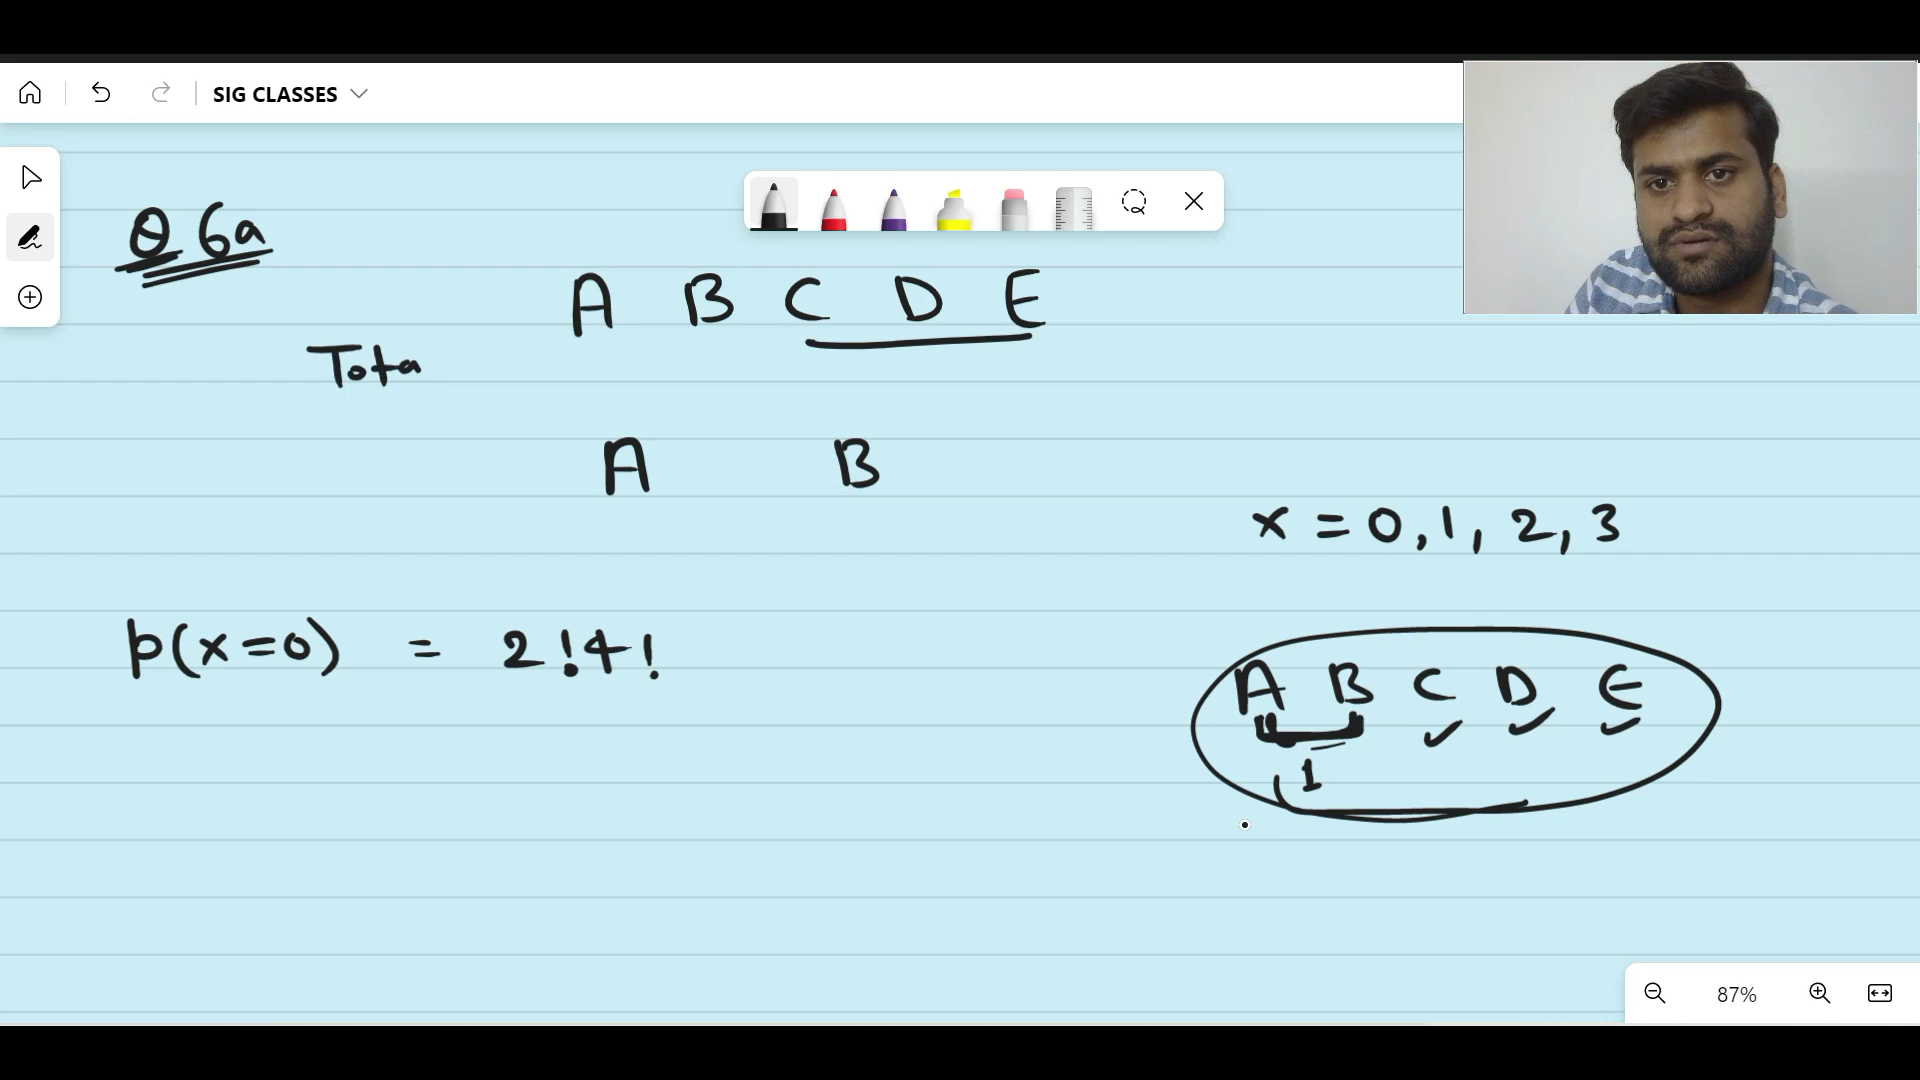 SIG CLASSES
Q 6a
A B C D E
Tota
A B
x = 0, 1, 2, 3
p(x=0) = 2!4!
A B C D E
1
87%